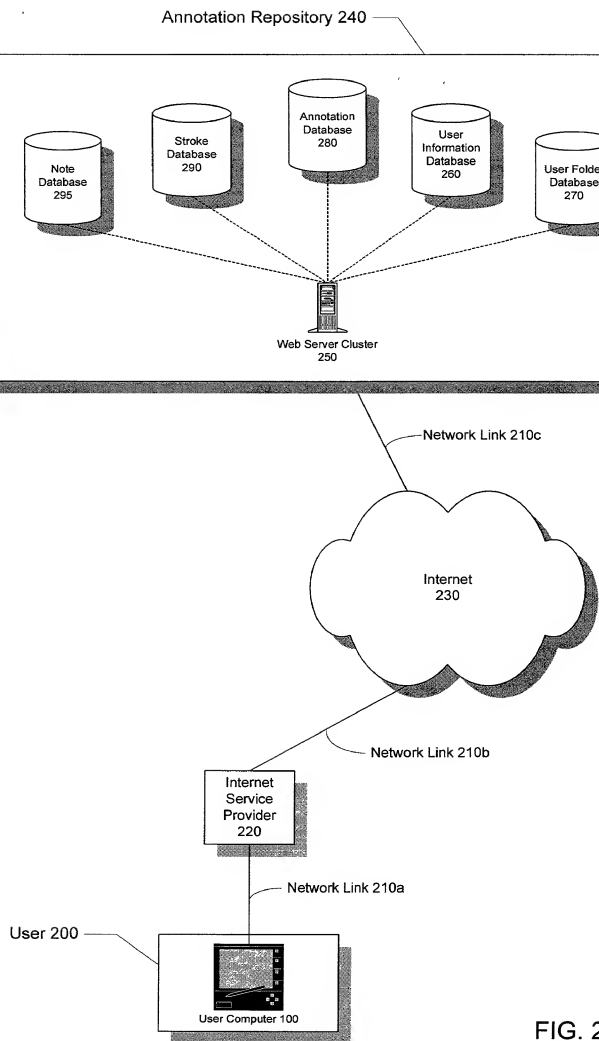 Annotation Repository 240
Annotation
Database
280
Stroke
Database
290
User
Information
Database
260
Note
Database
295
User Folde
Database
270
Web Server Cluster
250
Network Link 210c
Internet
230
Network Link 210b
Internet
Service
Provider
220
Network Link 210a
User 200
User Computer 100
FIG. 2